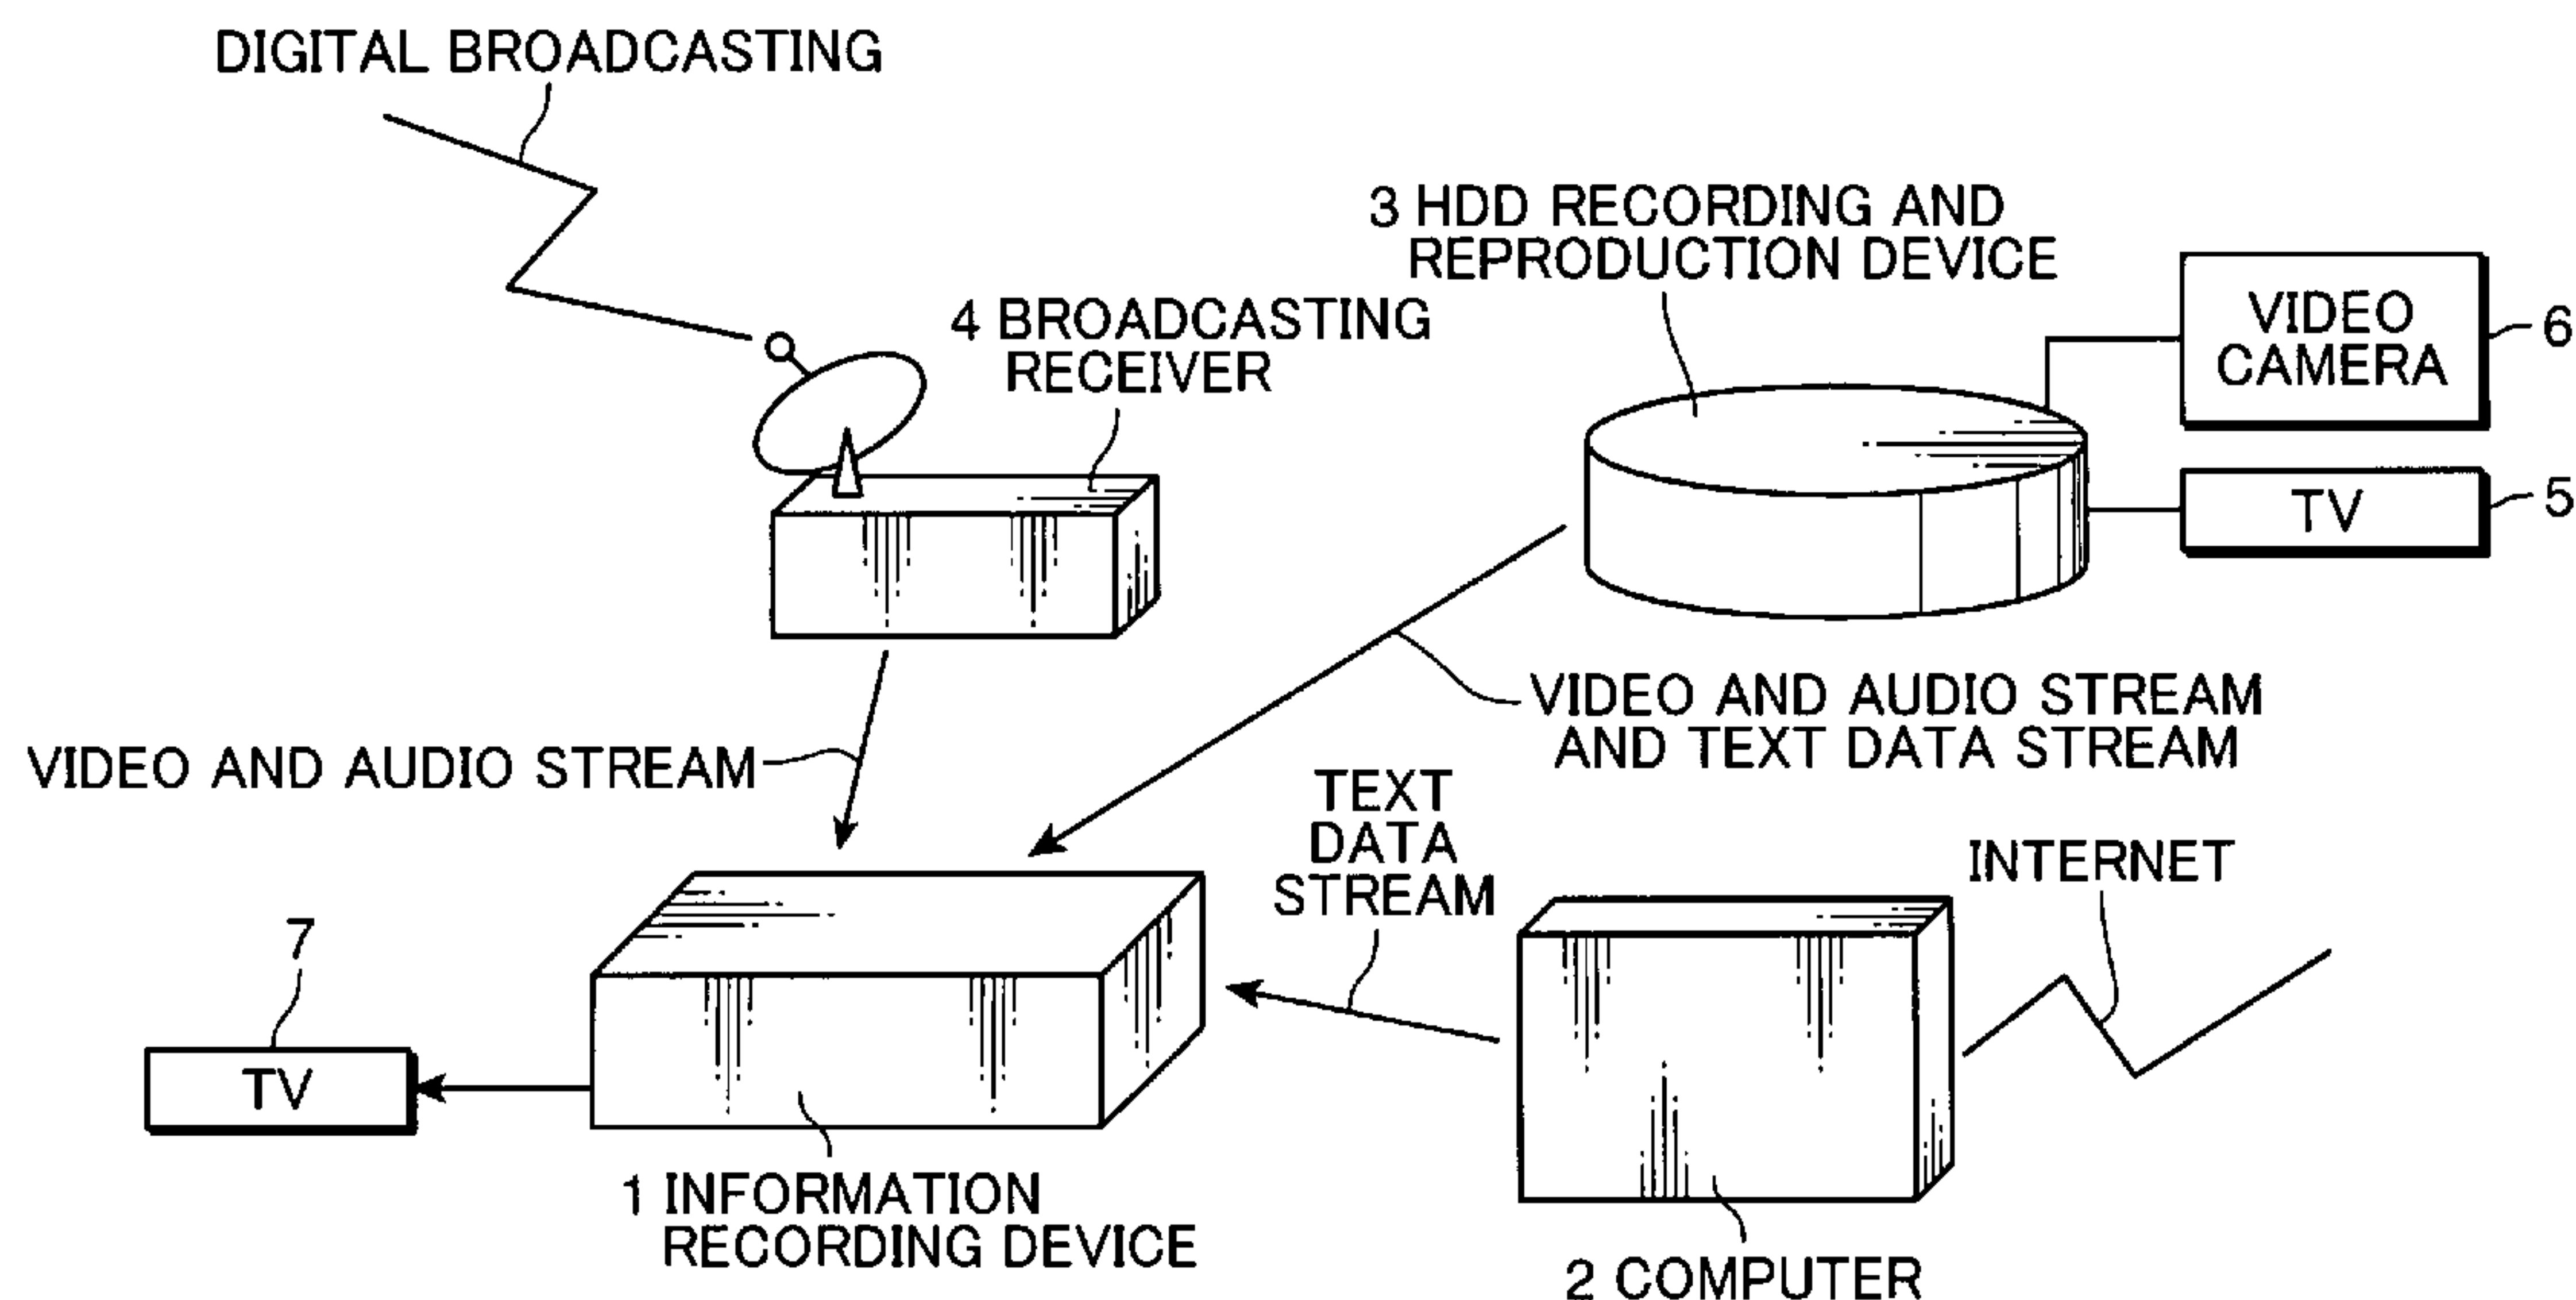 DIGITAL BROADCASTING
3 HDD RECORDING AND
REPRODUCTION DEVICE
4 BROADCASTING
RECEIVER
VIDEO
CAMERA
6
TV
5
VIDEO AND AUDIO STREAM
AND TEXT DATA STREAM
VIDEO AND AUDIO STREAM
TEXT
DATA
STREAM
INTERNET
7
TV
1 INFORMATION
RECORDING DEVICE
2 COMPUTER